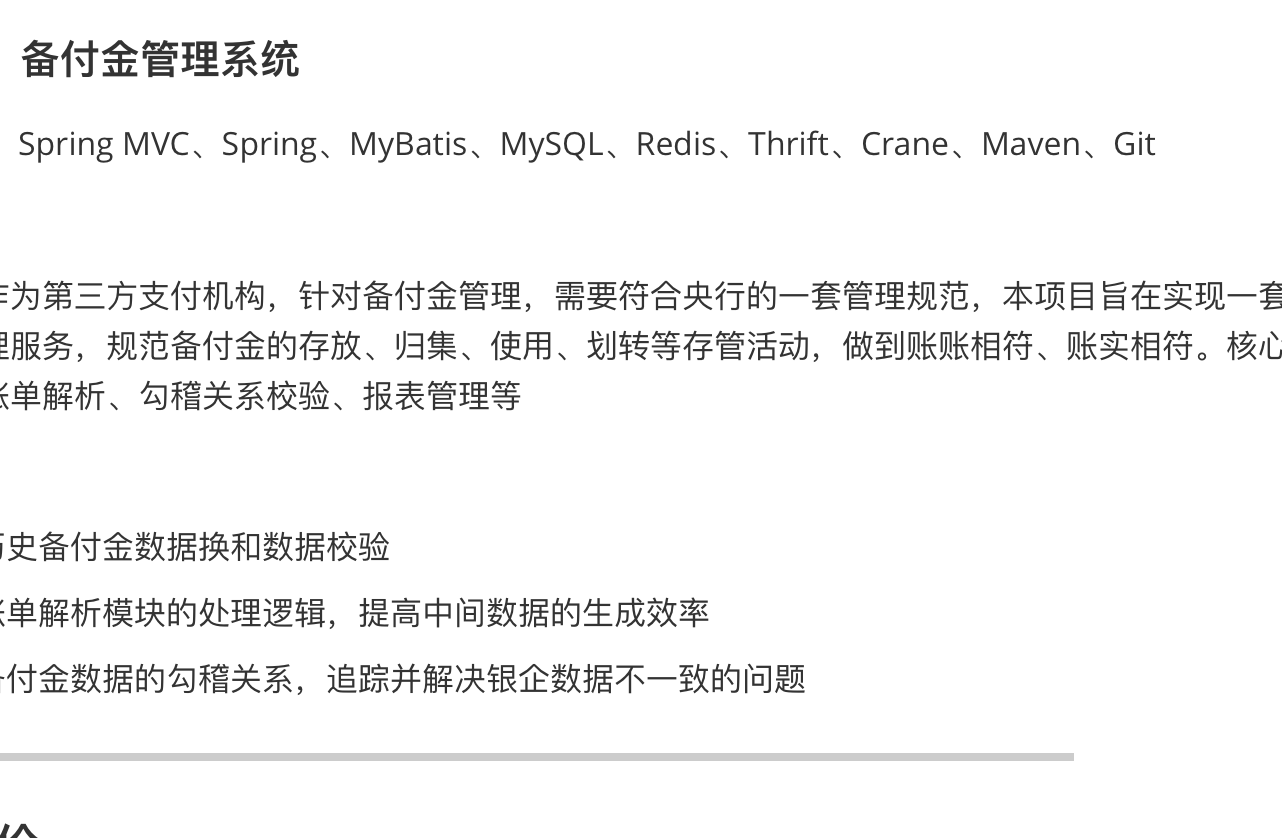 备付金管理系统
Spring MVC、Spring、MyBatis、MySQL、Redis、Thrift、Crane、Maven、Git
作为第三方支付机构，针对备付金管理，需要符合央行的一套管理规范，本项目旨在实现一套
理服务，规范备付金的存放、归集、使用、划转等存管活动，做到账账相符、账实相符。核心
账单解析、勾稽关系校验、报表管理等
历史备付金数据换和数据校验
账单解析模块的处理逻辑，提高中间数据的生成效率
备付金数据的勾稽关系，追踪并解决银企数据不一致的问题